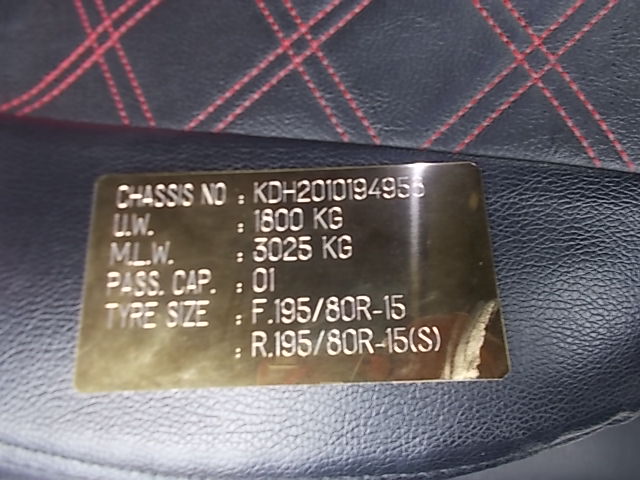 CHASSIS NO : KDH2010194956
U.W. : 1800 KG
M.L.W. : 3025 KG
PASS. CAP. : 01
TYRE SIZE : F.195/80R-15
: R.195/80R-15(S)